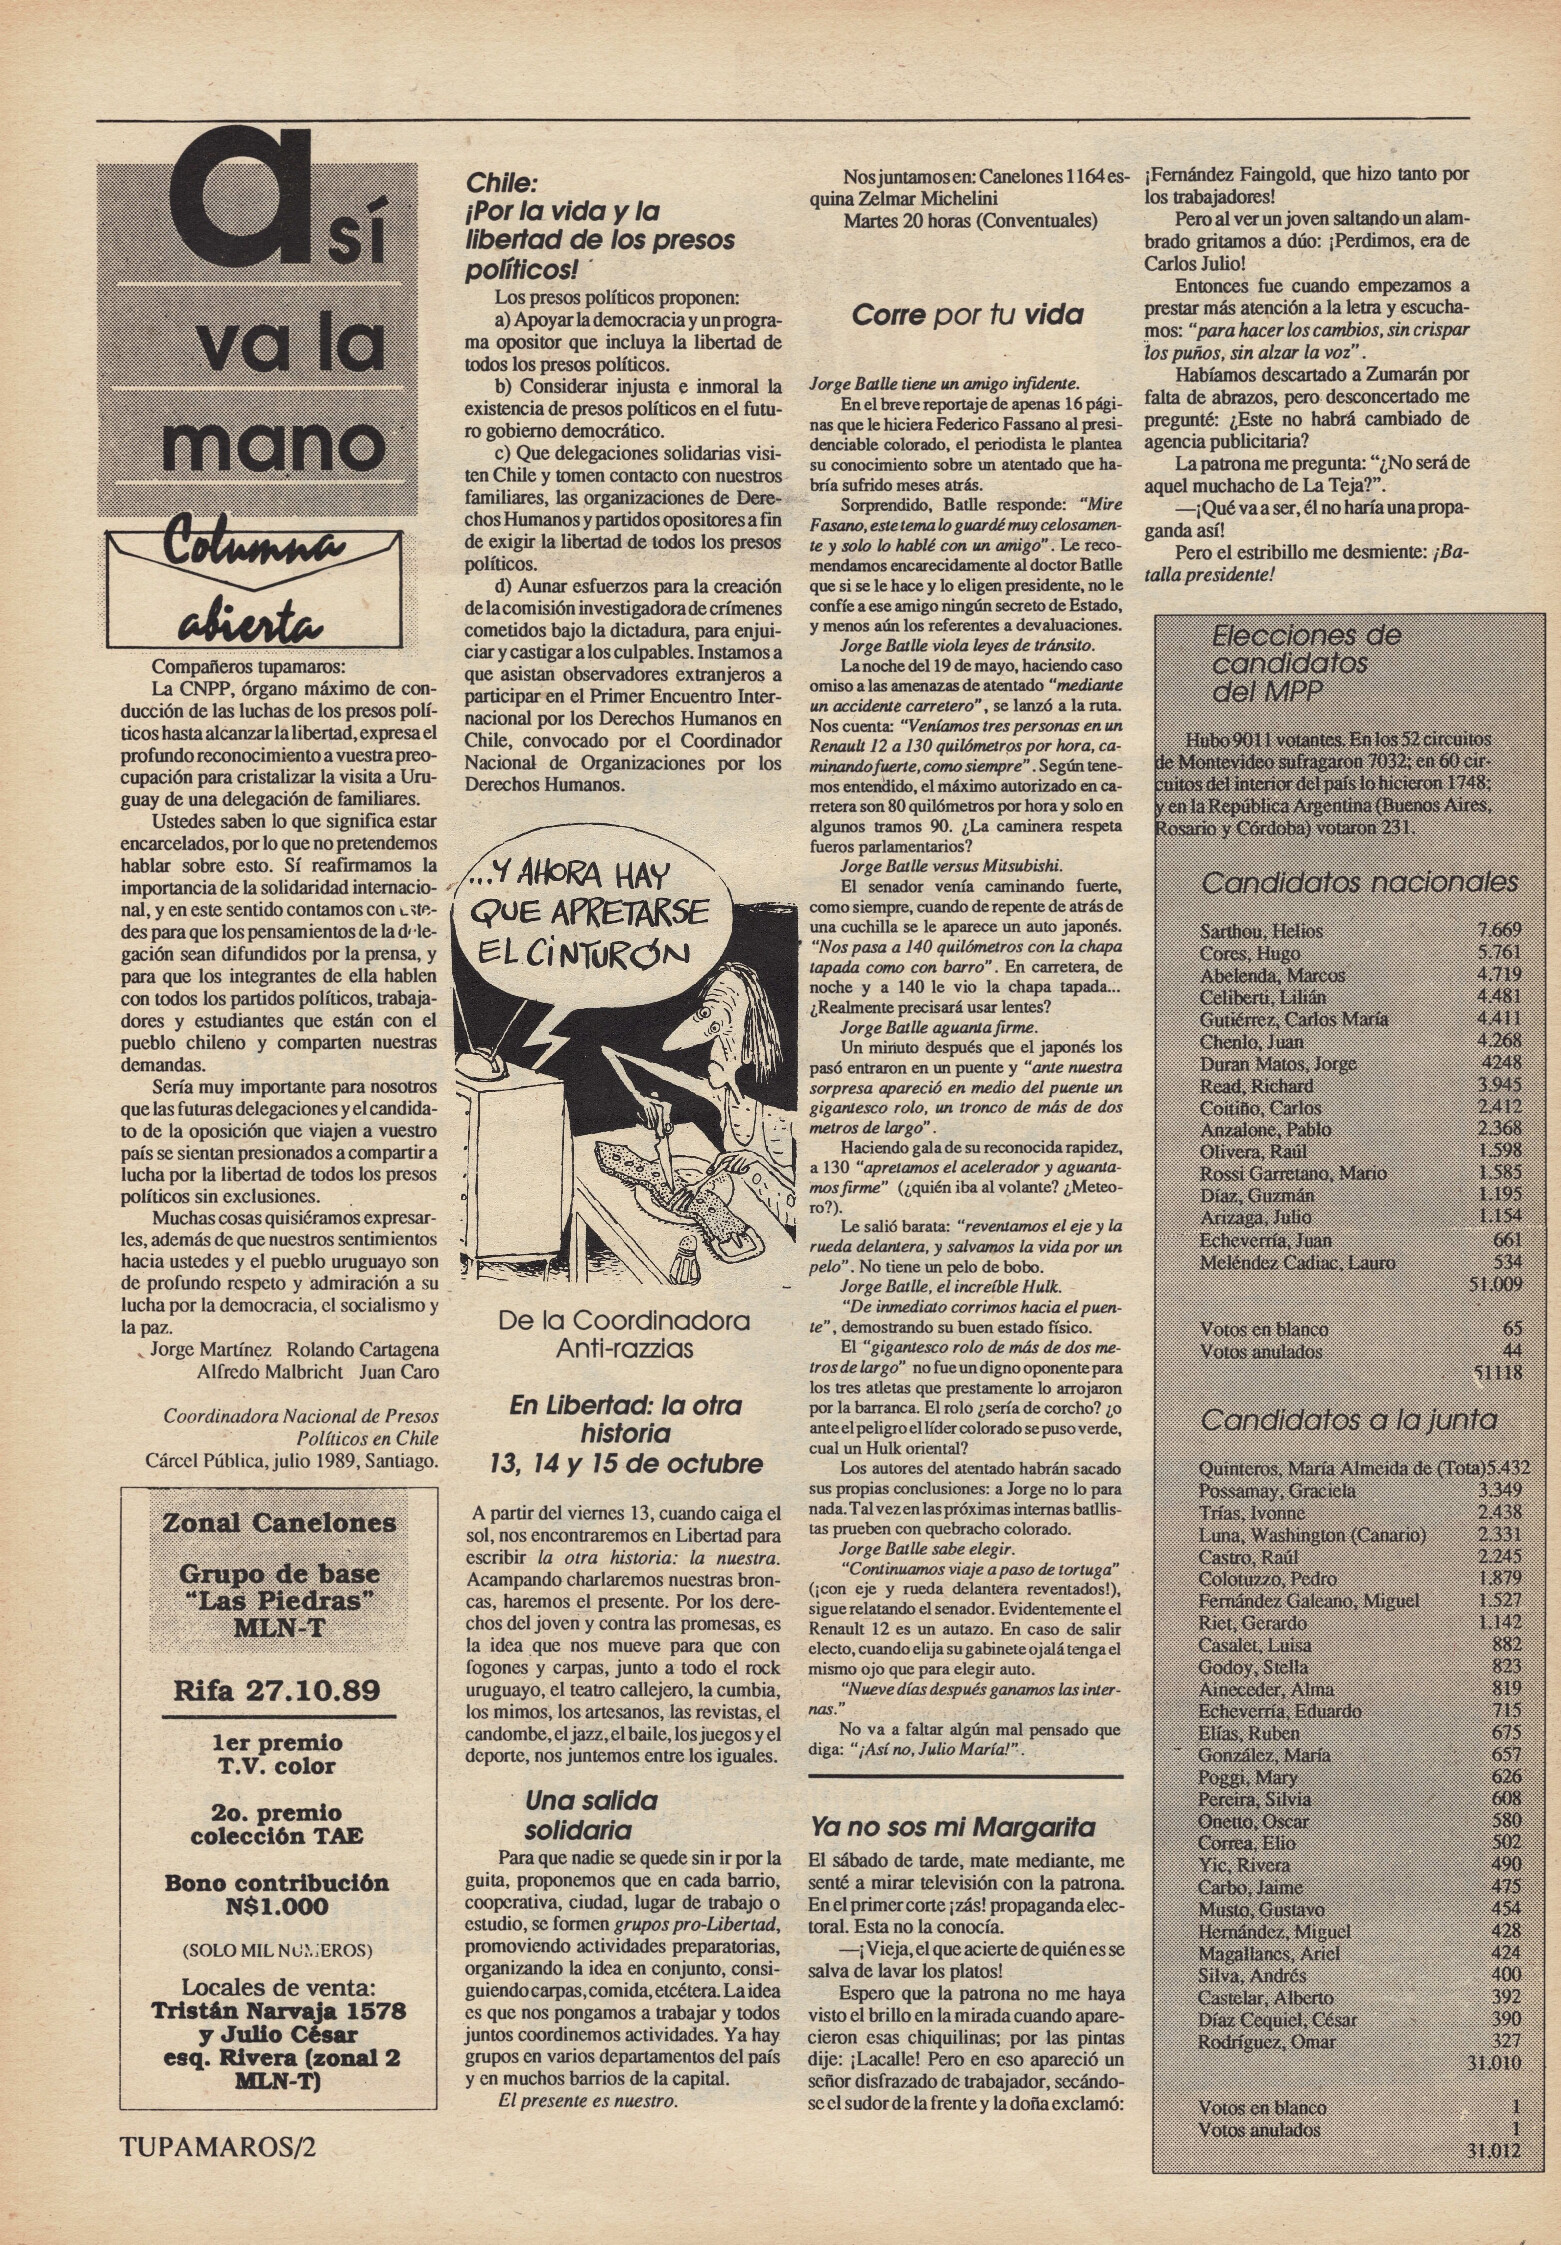 así
va la
mano
Columna
abierta
Compañeros tupamaros:
La CNPP, órgano máximo de con-
ducción de las luchas de los presos polí-
ticos hasta alcanzar la libertad, expresa el
profundo reconocimiento a vuestra preo-
cupación para cristalizar la visita a Uru-
guay de una delegación de familiares.
Ustedes saben lo que significa estar
encarcelados, por lo que no pretendemos
hablar sobre esto. Sí reafirmamos la
importancia de la solidaridad internacio-
nal, y en este sentido contamos con uste-
des para que los pensamientos de la dele-
gación sean difundidos por la prensa, y
para que los integrantes de ella hablen
con todos los partidos políticos, trabaja-
dores y estudiantes que están con el
pueblo chileno y comparten nuestras
demandas.
Sería muy importante para nosotros
que las futuras delegaciones y el candida-
to de la oposición que viajen a vuestro
país se sientan presionados a compartir a
lucha por la libertad de todos los presos
políticos sin exclusiones.
Muchas cosas quisiéramos expresar-
les, además de que nuestros sentimientos
hacia ustedes y el pueblo uruguayo son
de profundo respeto y admiración a su
lucha por la democracia, el socialismo y
la paz.
Jorge Martínez Rolando Cartagena
Alfredo Malbricht Juan Caro
Coordinadora Nacional de Presos
Políticos en Chile
Cárcel Pública, julio 1989, Santiago.
Zonal Canelones
Grupo de base
"Las Piedras"
MLN-T
Rifa 27.10.89
1er premio
T.V. color
2o. premio
colección TAE
Bono contribución
N$1.000
(SOLO MIL NUMEROS)
Locales de venta:
Tristán Narvaja 1578
y Julio César
esq. Rivera (zonal 2
MLN-T)
TUPAMAROS/2
Chile:
¡Por la vida y la
libertad de los presos
políticos!
Los presos políticos proponen:
a) Apoyar la democracia y un progra-
ma opositor que incluya la libertad de
todos los presos políticos.
b) Considerar injusta e inmoral la
existencia de presos políticos en el futu-
ro gobierno democrático.
c) Que delegaciones solidarias visi-
ten Chile y tomen contacto con nuestros
familiares, las organizaciones de Dere-
chos Humanos y partidos opositores a fin
de exigir la libertad de todos los presos
políticos.
d) Aunar esfuerzos para la creación
de la comisión investigadora de crímenes
cometidos bajo la dictadura, para enjui-
ciar y castigar a los culpables. Instamos a
que asistan observadores extranjeros a
participar en el Primer Encuentro Inter-
nacional por los Derechos Humanos en
Chile, convocado por el Coordinador
Nacional de Organizaciones por los
Derechos Humanos.
...Y AHORA HAY
QUE APRETARSE
EL CINTURÓN
De la Coordinadora
Anti-razzias
En Libertad: la otra
historia
13, 14 y 15 de octubre
A partir del viernes 13, cuando caiga el
sol, nos encontraremos en Libertad para
escribir la otra historia: la nuestra.
Acampando charlaremos nuestras bron-
cas, haremos el presente. Por los dere-
chos del joven y contra las promesas, es
la idea que nos mueve para que con
fogones y carpas, junto a todo el rock
uruguayo, el teatro callejero, la cumbia,
los mimos, los artesanos, las revistas, el
candombe, el jazz, el baile, los juegos y el
deporte, nos juntemos entre los iguales.
Una salida
solidaria
Para que nadie se quede sin ir por la
guita, proponemos que en cada barrio,
cooperativa, ciudad, lugar de trabajo o
estudio, se formen grupos pro-Libertad,
promoviendo actividades preparatorias,
organizando la idea en conjunto, consi-
guiendo carpas, comida, etcétera. La idea
es que nos pongamos a trabajar y todos
juntos coordinemos actividades. Ya hay
grupos en varios departamentos del país
y en muchos barrios de la capital.
El presente es nuestro.
Nos juntamos en: Canelones 1164 es-
quina Zelmar Michelini
Martes 20 horas (Conventuales)
Corre por tu vida
Jorge Batlle tiene un amigo infidente.
En el breve reportaje de apenas 16 pági-
nas que le hiciera Federico Fassano al presi-
denciable colorado, el periodista le plantea
su conocimiento sobre un atentado que ha-
bría sufrido meses atrás.
Sorprendido, Batlle responde: "Mire
Fasano, este tema lo guardé muy celosamen-
te y solo lo hablé con un amigo". Le reco-
mendamos encarecidamente al doctor Batlle
que si se le hace y lo eligen presidente, no le
confíe a ese amigo ningún secreto de Estado,
y menos aún los referentes a devaluaciones.
Jorge Batlle viola leyes de tránsito.
La noche del 19 de mayo, haciendo caso
omiso a las amenazas de atentado "mediante
un accidente carretero", se lanzó a la ruta.
Nos cuenta: "Veníamos tres personas en un
Renault 12 a 130 quilómetros por hora, ca-
minando fuerte, como siempre". Según tene-
mos entendido, el máximo autorizado en ca-
rretera son 80 quilómetros por hora y solo en
algunos tramos 90. ¿La caminera respeta
fueros parlamentarios?
Jorge Batlle versus Mitsubishi.
El senador venía caminando fuerte,
como siempre, cuando de repente de atrás de
una cuchilla se le aparece un auto japonés.
"Nos pasa a 140 quilómetros con la chapa
tapada como con barro". En carretera, de
noche y a 140 le vio la chapa tapada...
¿Realmente precisará usar lentes?
Jorge Batlle aguanta firme.
Un minuto después que el japonés los
pasó entraron en un puente y "ante nuestra
sorpresa apareció en medio del puente un
gigantesco rolo, un tronco de más de dos
metros de largo".
Haciendo gala de su reconocida rapidez,
a 130 "apretamos el acelerador y aguanta-
mos firme" (¿quién iba al volante? ¿Meteo-
ro?).
Le salió barata: "reventamos el eje y la
rueda delantera, y salvamos la vida por un
pelo". No tiene un pelo de bobo.
Jorge Batlle, el increíble Hulk.
"De inmediato corrimos hacia el puen-
te", demostrando su buen estado físico.
El "gigantesco rolo de más de dos me-
tros de largo" no fue un digno oponente para
los tres atletas que prestamente lo arrojaron
por la barranca. El rolo ¿sería de corcho? ¿o
ante el peligro el líder colorado se puso verde,
cual un Hulk oriental?
Los autores del atentado habrán sacado
sus propias conclusiones: a Jorge no lo para
nada. Tal vez en las próximas internas batllis-
tas prueben con quebracho colorado.
Jorge Batlle sabe elegir.
"Continuamos viaje a paso de tortuga"
(¡con eje y rueda delantera reventados!),
sigue relatando el senador. Evidentemente el
Renault 12 es un autazo. En caso de salir
electo, cuando elija su gabinete ojalá tenga el
mismo ojo que para elegir auto.
"Nueve días después ganamos las inter-
nas."
No va a faltar algún mal pensado que
diga: "¡Así no, Julio María!".
Ya no sos mi Margarita
El sábado de tarde, mate mediante, me
senté a mirar televisión con la patrona.
En el primer corte ¡zás! propaganda elec-
toral. Esta no la conocía.
—¡Vieja, el que acierte de quién es se
salva de lavar los platos!
Espero que la patrona no me haya
visto el brillo en la mirada cuando apare-
cieron esas chiquilinas; por las pintas
dije: ¡Lacalle! Pero en eso apareció un
señor disfrazado de trabajador, secándo-
se el sudor de la frente y la doña exclamó:
¡Fernández Faingold, que hizo tanto por
los trabajadores!
Pero al ver un joven saltando un alam-
brado gritamos a dúo: ¡Perdimos, era de
Carlos Julio!
Entonces fue cuando empezamos a
prestar más atención a la letra y escucha-
mos: "para hacer los cambios, sin crispar
los puños, sin alzar la voz".
Habíamos descartado a Zumarán por
falta de abrazos, pero desconcertado me
pregunté: ¿Este no habrá cambiado de
agencia publicitaria?
La patrona me pregunta: "¿No será de
aquel muchacho de La Teja?".
—¡Qué va a ser, él no haría una propa-
ganda así!
Pero el estribillo me desmiente: ¡Ba-
talla presidente!
Elecciones de
candidatos
del MPP
Hubo 9011 votantes. En los 52 circuitos
de Montevideo sufragaron 7032; en 60 cir-
cuitos del interior del país lo hicieron 1748;
y en la República Argentina (Buenos Aires,
Rosario y Córdoba) votaron 231.
Candidatos nacionales
Sarthou, Helios 7.669
Cores, Hugo 5.761
Abelenda, Marcos 4.719
Celiberti, Lilián 4.481
Gutiérrez, Carlos María 4.411
Chenlo, Juan 4.268
Duran Matos, Jorge 4248
Read, Richard 3.945
Coitiño, Carlos 2.412
Anzalone, Pablo 2.368
Olivera, Raúl 1.598
Rossi Garretano, Mario 1.585
Díaz, Guzmán 1.195
Arizaga, Julio 1.154
Echeverría, Juan 661
Meléndez Cadiac, Lauro 534
51.009
Votos en blanco 65
Votos anulados 44
51118
Candidatos a la junta
Quinteros, María Almeida de (Tota) 5.432
Possamay, Graciela 3.349
Trías, Ivonne 2.438
Luna, Washington (Canario) 2.331
Castro, Raúl 2.245
Colotuzzo, Pedro 1.879
Fernández Galeano, Miguel 1.527
Riet, Gerardo 1.142
Casalet, Luisa 882
Godoy, Stella 823
Aineceder, Alma 819
Echeverría, Eduardo 715
Elías, Ruben 675
González, María 657
Poggi, Mary 626
Pereira, Silvia 608
Onetto, Oscar 580
Correa, Elio 502
Yic, Rivera 490
Carbo, Jaime 475
Musto, Gustavo 454
Hernández, Miguel 428
Magallanes, Ariel 424
Silva, Andrés 400
Castelar, Alberto 392
Díaz Cequiel, César 390
Rodríguez, Omar 327
31.010
Votos en blanco 1
Votos anulados 1
31.012